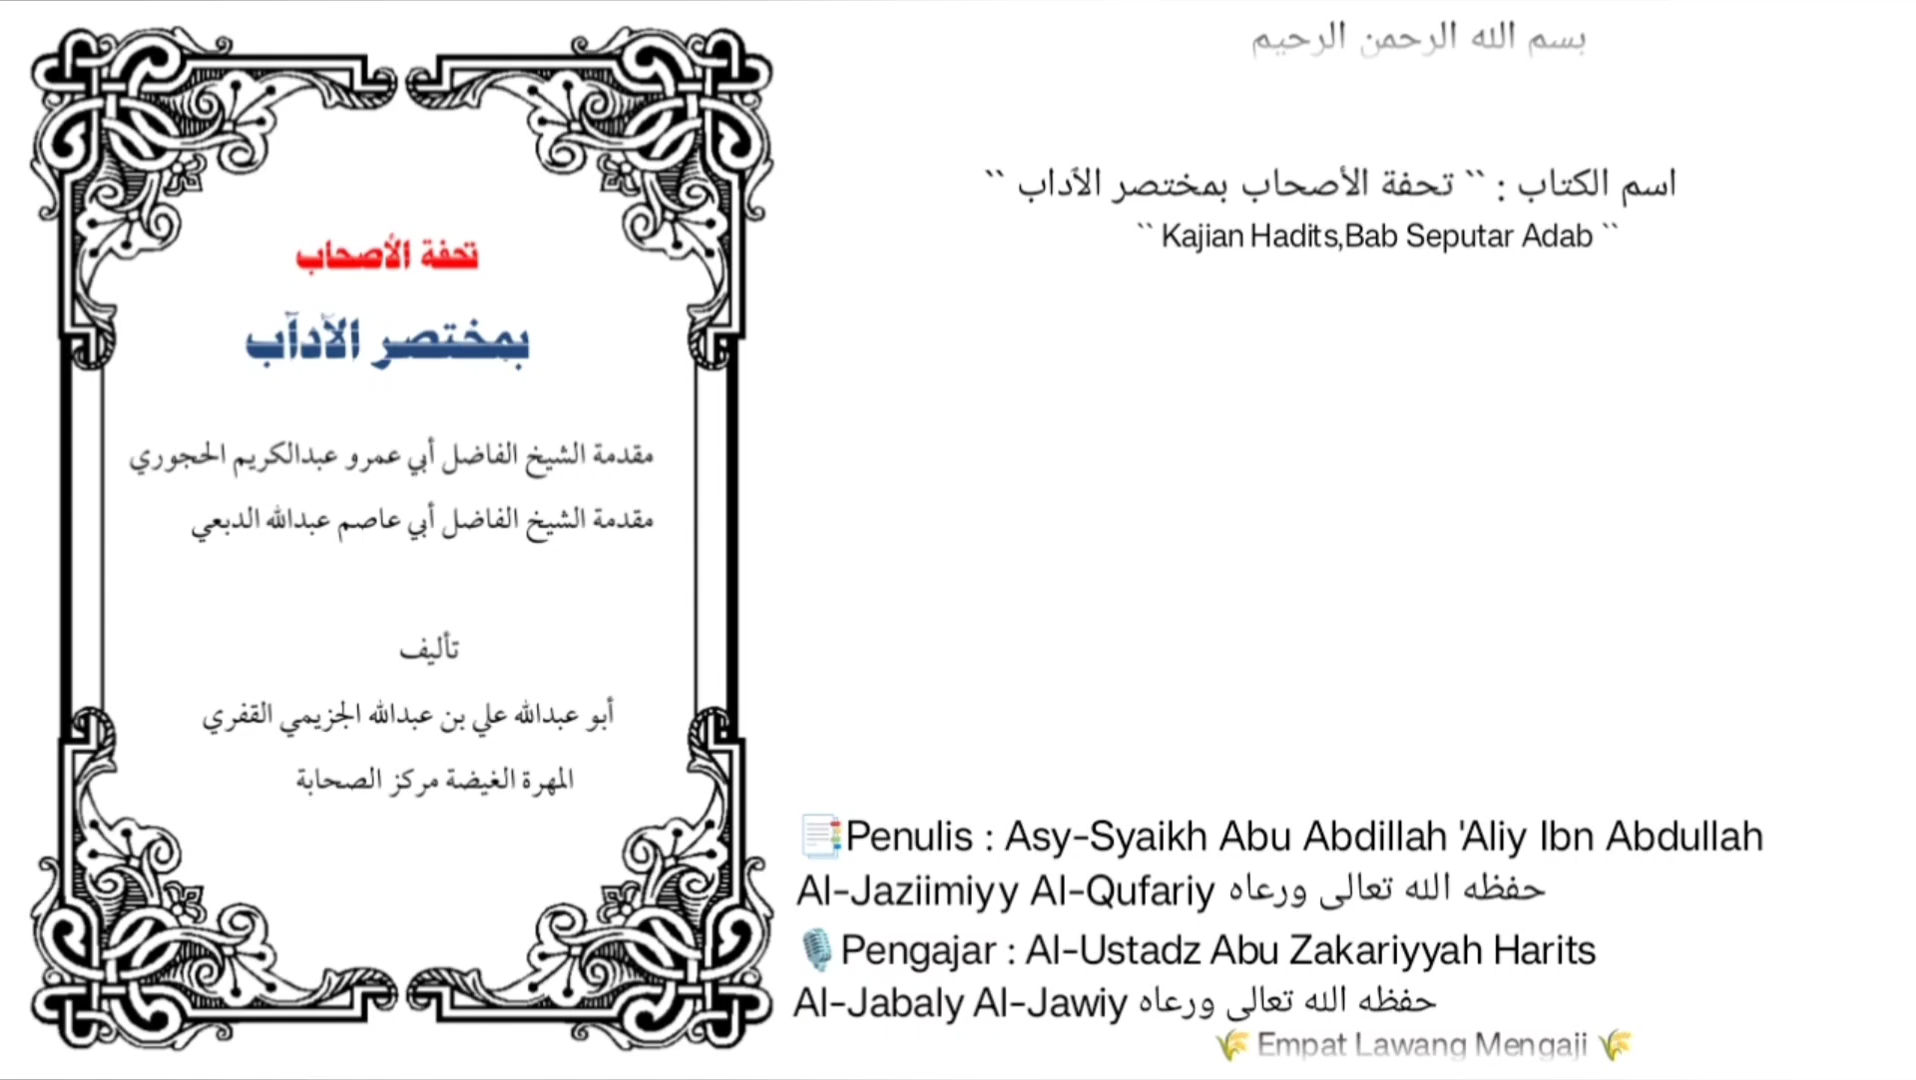 تحفة الأصحاب
بمختصر الآدآب
مقدمة الشيخ الفاضل أبي عمرو عبدالكريم الحجوري
مقدمة الشيخ الفاضل أبي عاصم عبدالله الدبعي
تأليف
أبو عبدالله علي بن عبدالله الجزيمي القفري
المهرة الغيضة مركز الصحابة
بسم الله الرحمن الرحيم
اسم الكتاب : `` تحفة الأصحاب بمختصر الآداب ``
`` Kajian Hadits,Bab Seputar Adab ``
📑Penulis : Asy-Syaikh Abu Abdillah 'Aliy Ibn Abdullah
Al-Jaziimiyy Al-Qufariy حفظه الله تعالى ورعاه
🎙️Pengajar : Al-Ustadz Abu Zakariyyah Harits
Al-Jabaly Al-Jawiy حفظه الله تعالى ورعاه
🌾 Empat Lawang Mengaji 🌾